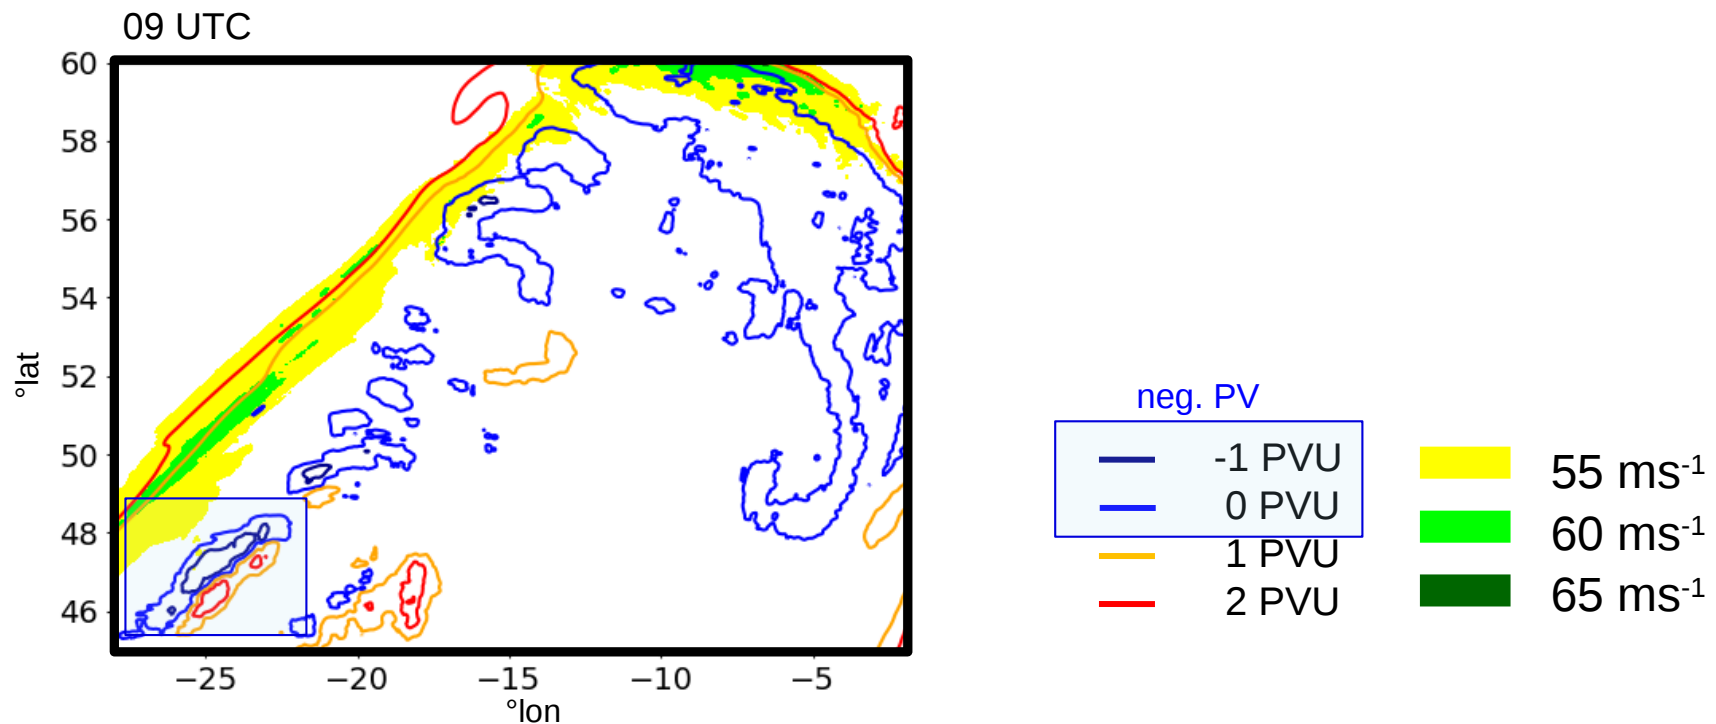 09 UTC
60
58
56
54
52
50
48
46
°lat
−25
−20
−15
−10
−5
°lon
neg. PV
-1 PVU
0 PVU
1 PVU
2 PVU
55 ms-1
60 ms-1
65 ms-1